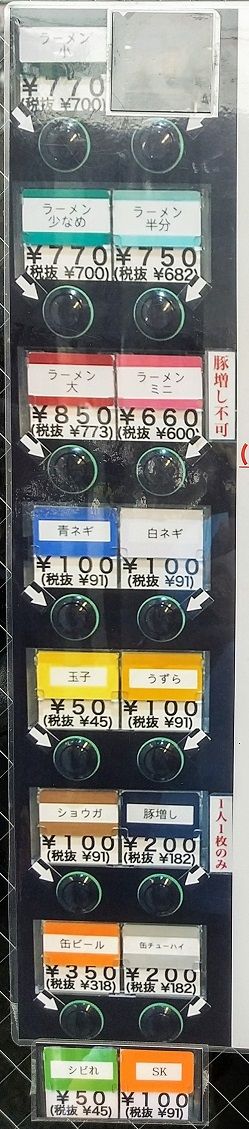 ラーメン
小
¥770
(税抜 ¥700)
ラーメン
少なめ
¥770
(税抜 ¥700)
ラーメン
半分
¥750
(税抜 ¥682)
ラーメン
大
¥850
(税抜 ¥773)
ラーメン
ミニ
¥660
(税抜 ¥600)
豚増し不可
青ネギ
¥100
(税抜 ¥91)
白ネギ
¥100
(税抜 ¥91)
玉子
¥50
(税抜 ¥45)
うずら
¥100
(税抜 ¥91)
ショウガ
¥100
(税抜 ¥91)
豚増し
¥200
(税抜 ¥182)
1人1枚のみ
缶ビール
¥350
(税抜 ¥318)
缶チューハイ
¥200
(税抜 ¥182)
シビれ
¥50
(税抜 ¥45)
SK
¥100
(税抜 ¥91)